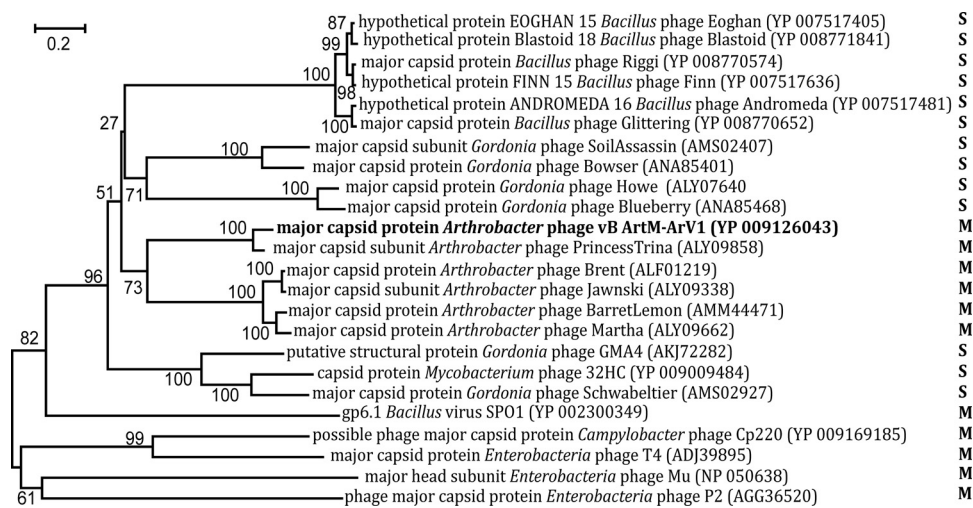 0.2
87 hypothetical protein EOGHAN 15 Bacillus phage Eoghan (YP 007517405) S
99 hypothetical protein Blastoid 18 Bacillus phage Blastoid (YP 008771841) S
major capsid protein Bacillus phage Riggi (YP 008770574) S
100 hypothetical protein FINN 15 Bacillus phage Finn (YP 007517636) S
98 hypothetical protein ANDROMEDA 16 Bacillus phage Andromeda (YP 007517481) S
100 major capsid protein Bacillus phage Glittering (YP 008770652) S
27
100 major capsid subunit Gordonia phage SoilAssassin (AMS02407) S
major capsid protein Gordonia phage Bowser (ANA85401) S
51 71 100 major capsid protein Gordonia phage Howe (ALY07640 S
major capsid protein Gordonia phage Blueberry (ANA85468) S
100 major capsid protein Arthrobacter phage vB ArtM-ArV1 (YP 009126043) M
major capsid subunit Arthrobacter phage PrincessTrina (ALY09858) M
96 100 major capsid protein Arthrobacter phage Brent (ALF01219) M
73 100 major capsid subunit Arthrobacter phage Jawnski (ALY09338) M
major capsid protein Arthrobacter phage BarretLemon (AMM44471) M
100 major capsid protein Arthrobacter phage Martha (ALY09662) M
82 putative structural protein Gordonia phage GMA4 (AKJ72282) S
100 capsid protein Mycobacterium phage 32HC (YP 009009484) S
100 major capsid protein Gordonia phage Schwabeltier (AMS02927) S
gp6.1 Bacillus virus SPO1 (YP 002300349) M
99 possible phage major capsid protein Campylobacter phage Cp220 (YP 009169185) M
major capsid protein Enterobacteria phage T4 (ADJ39895) M
major head subunit Enterobacteria phage Mu (NP 050638) M
61 phage major capsid protein Enterobacteria phage P2 (AGG36520) M